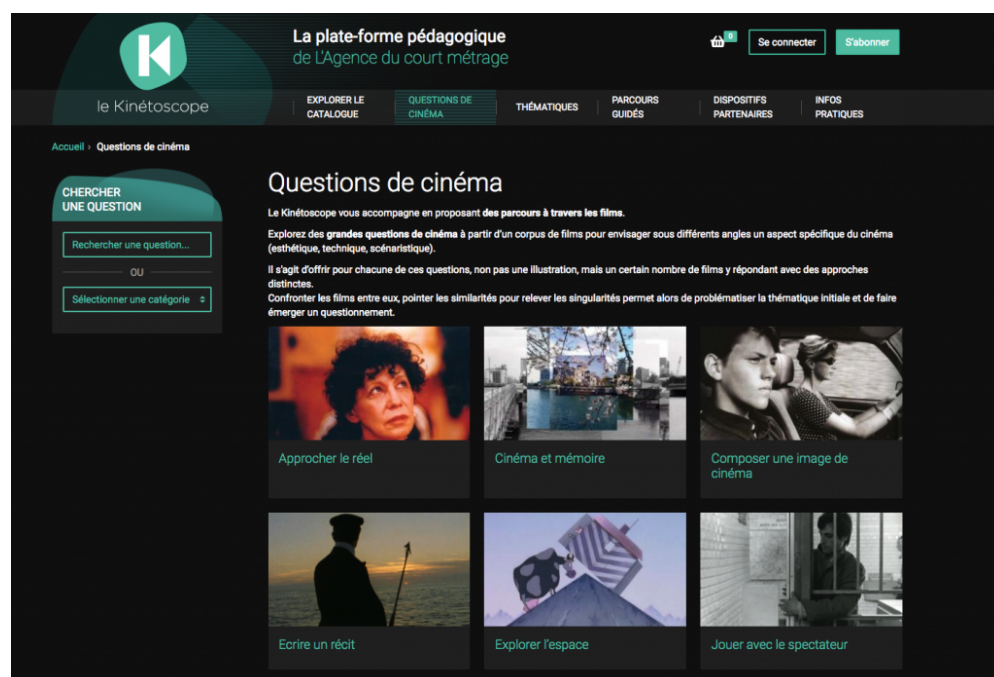 La plate-forme pédagogique
de L'Agence du court métrage
0
Se connecter
S'abonner
K
le Kinétoscope
EXPLORER LE
CATALOGUE
QUESTIONS DE
CINÉMA
THÉMATIQUES
PARCOURS
GUIDÉS
DISPOSITIFS
PARTENAIRES
INFOS
PRATIQUES
Accueil › Questions de cinéma
CHERCHER
UNE QUESTION
Rechercher une question...
OU
Sélectionner une catégorie
Questions de cinéma
Le Kinétoscope vous accompagne en proposant des parcours à travers les films.
Explorez des grandes questions de cinéma à partir d'un corpus de films pour envisager sous différents angles un aspect spécifique du cinéma
(esthétique, technique, scénaristique).
Il s'agit d'offrir pour chacune de ces questions, non pas une illustration, mais un certain nombre de films y répondant avec des approches
distinctes.
Confronter les films entre eux, pointer les similarités pour relever les singularités permet alors de problématiser la thématique initiale et de faire
émerger un questionnement.
Approcher le réel
Cinéma et mémoire
Composer une image de
cinéma
Ecrire un récit
Explorer l'espace
Jouer avec le spectateur